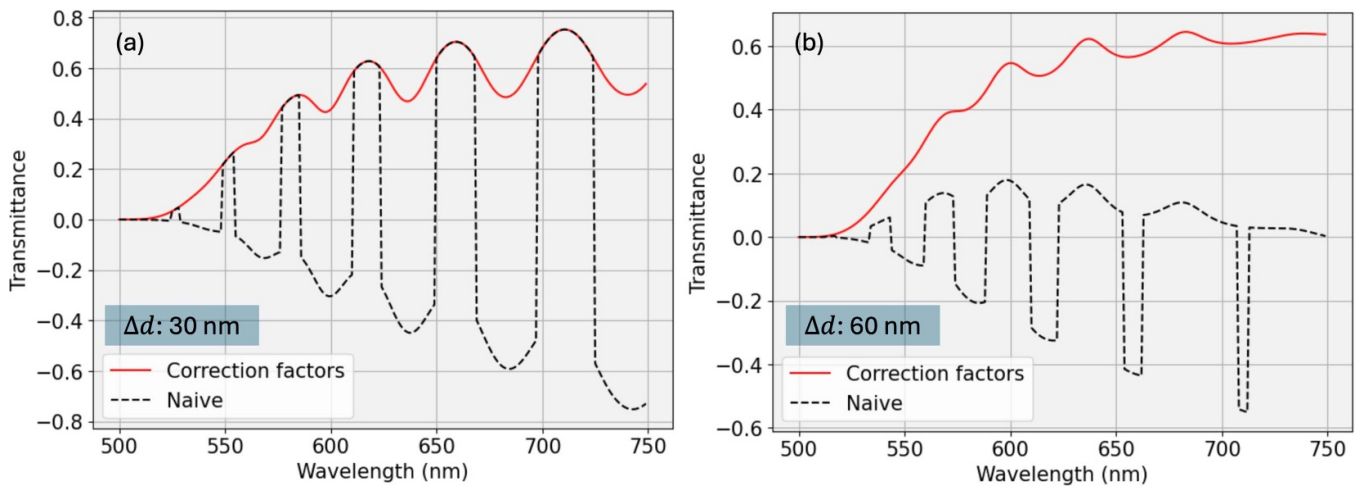 (a)
0.8
0.6
0.4
0.2
0.0
−0.2
−0.4
−0.6
−0.8
Transmittance
Δd: 30 nm
Correction factors
Naive
500 550 600 650 700 750
Wavelength (nm)
(b)
0.6
0.4
0.2
0.0
−0.2
−0.4
−0.6
Transmittance
Δd: 60 nm
Correction factors
Naive
500 550 600 650 700 750
Wavelength (nm)